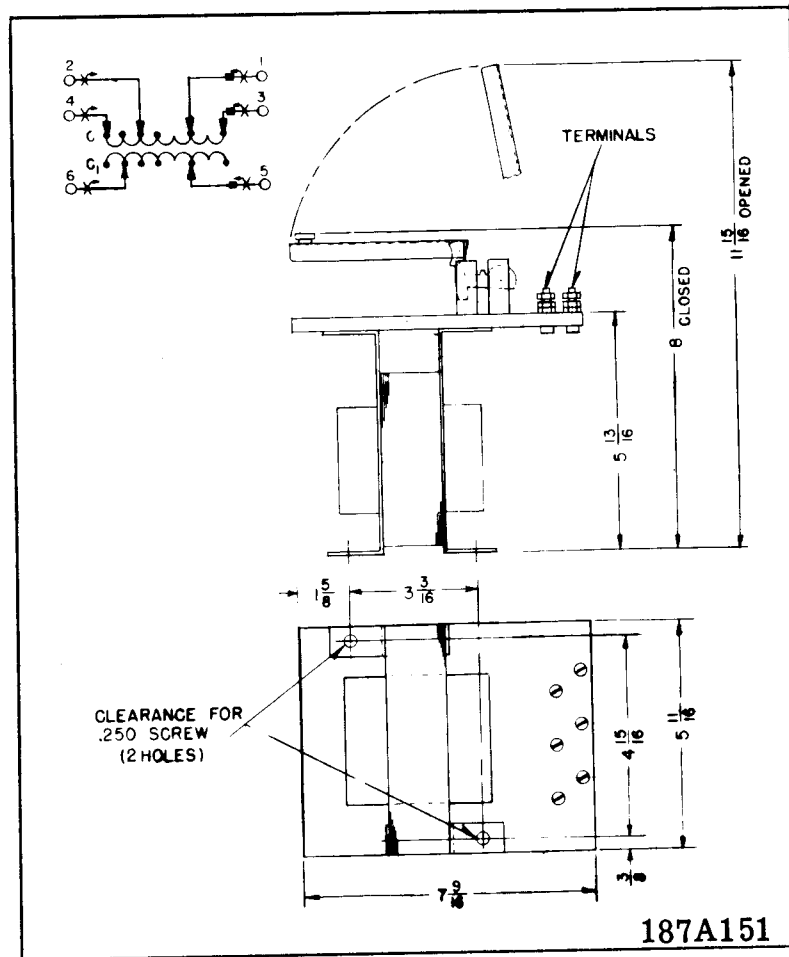 2
1
4
3
C
C1
6
5
TERMINALS
11 15/16 OPENED
8 CLOSED
5 13/16
1 5/8
3 3/16
CLEARANCE FOR
.250 SCREW
(2 HOLES)
4 15/16
5 11/16
3/8
7 9/16
187A151